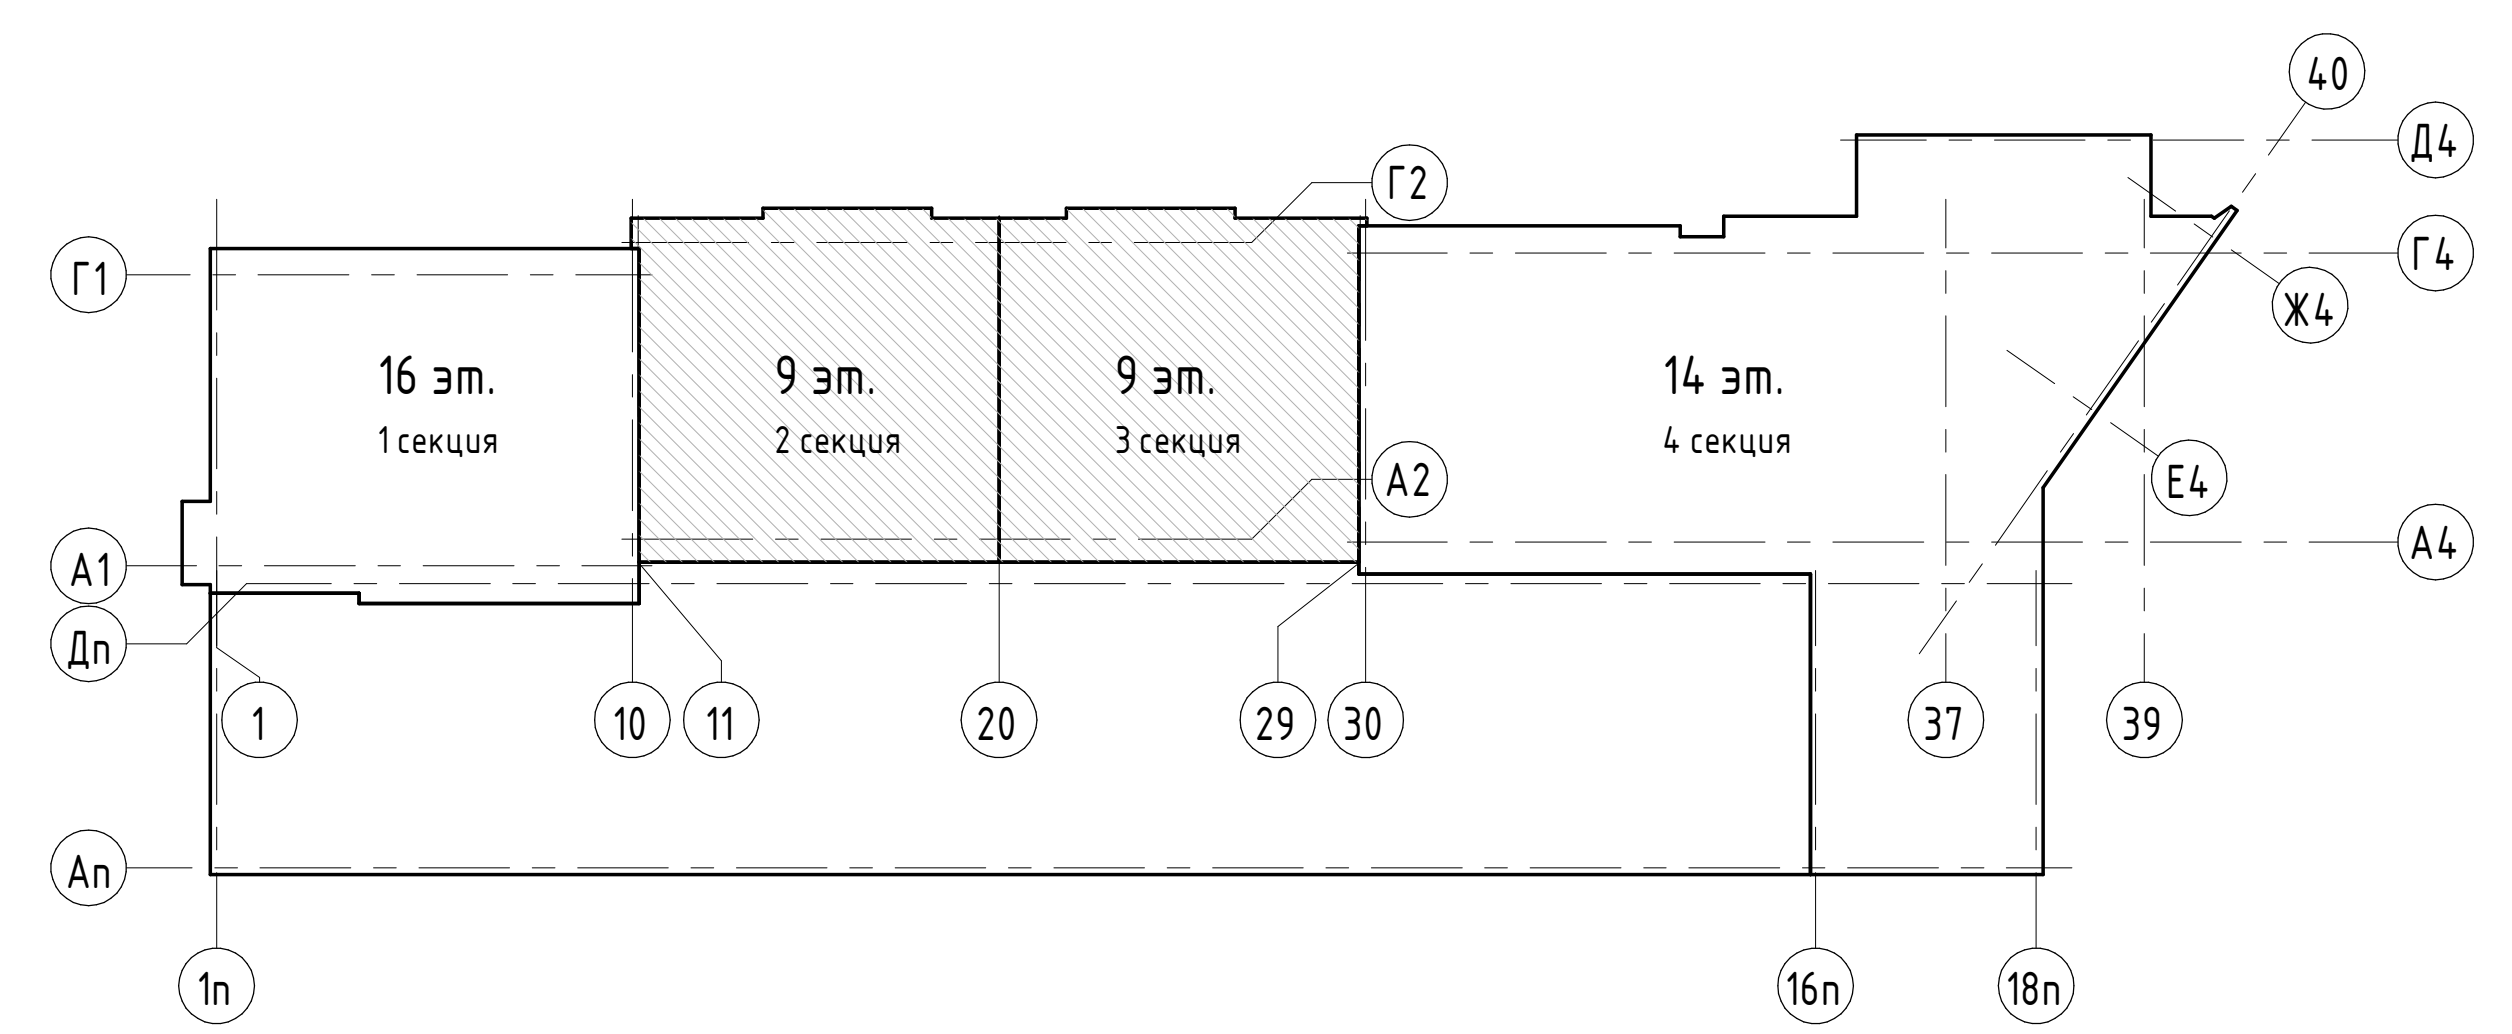 40
Д4
Г2
Г4
Г1
Ж4
16 эт.
9 эт.
9 эт.
14 эт.
1 секция
2 секция
3 секция
4 секция
А2
Е4
А4
А1
Дп
1
10
11
20
29
30
37
39
Ап
1п
16п
18п